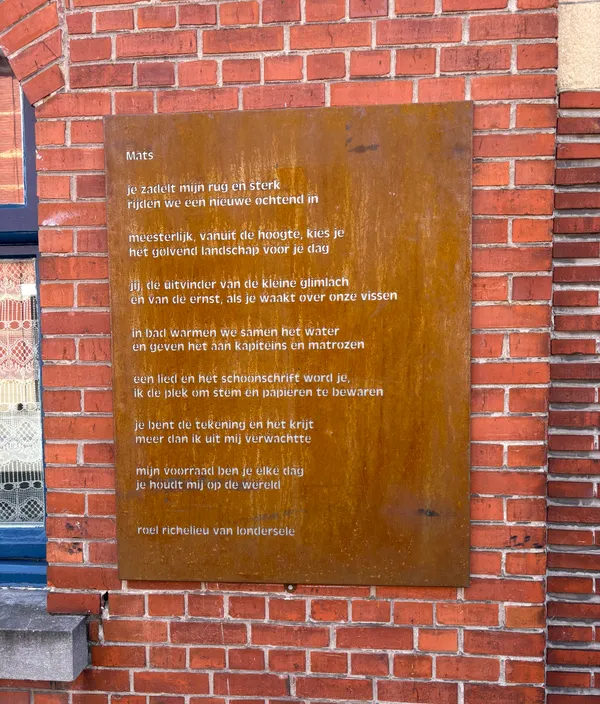 Mats
je zadelt mijn rug en sterk
rijden we een nieuwe ochtend in
meesterlijk, vanuit de hoogte, kies je
het golvend landschap voor je dag
jij, de uitvinder van de kleine glimlach
en van de ernst, als je waakt over onze vissen
in bad warmen we samen het water
en geven het aan kapiteins en matrozen
een lied en het schoonschrift word je,
ik de plek om stem en papieren te bewaren
je bent de tekening en het krijt
meer dan ik uit mij verwachtte
mijn voorraad ben je elke dag
je houdt mij op de wereld
roel richelieu van londersele